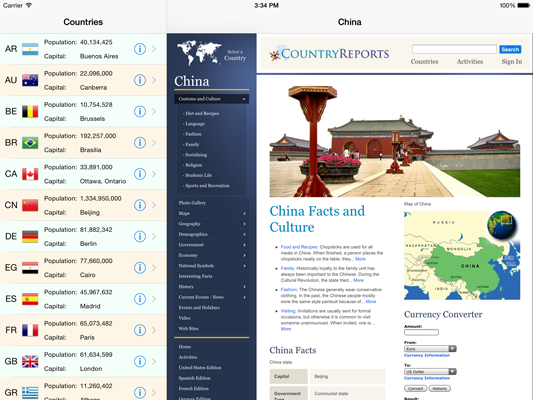 Carrier
3:34 PM
100%
Countries
China
AR
Population: 40,134,425
Capital: Buenos Aires
AU
Population: 22,096,000
Capital: Canberra
BE
Population: 10,754,528
Capital: Brussels
BR
Population: 192,257,000
Capital: Brasilia
CA
Population: 33,891,000
Capital: Ottawa, Ontario
CN
Population: 1,334,950,000
Capital: Beijing
DE
Population: 81,882,342
Capital: Berlin
EG
Population: 77,660,000
Capital: Cairo
ES
Population: 45,967,632
Capital: Madrid
FR
Population: 65,073,482
Capital: Paris
GB
Population: 61,634,599
Capital: London
GR
Population: 11,260,402
Capital: Athens
Select a
Country
China
Customs and Culture
- Diet and Recipes
- Language
- Fashion
- Family
- Socializing
- Religion
- Students Life
- Sports and Recreation
Photo Gallery
Maps
Geography
Demographics
Government
Economy
National Symbols
Interesting Facts
History
Current Events - News
Events and Holidays
Video
Web Sites
Home
Activities
United States Edition
Spanish Edition
French Edition
COUNTRYREPORTS
Search
Countries
Activities
Sign In
China Facts and
Culture
Food and Recipes: Chopsticks are used for all
meals in China. When finished, a person places the
chopsticks neatly on the table; they... More
Family: Historically loyalty to the family unit has
always been important to the Chinese. During the
Cultural Revolution, the state tried... More
Fashion: The Chinese generally wear conservative
clothing. In the past, the Chinese people mostly
wore the same style pantsuit because of... More
Visiting: Invitations are usually sent for formal
occasions, but otherwise it is common to visit
someone unannounced. When invited, one is...
More
China Facts
China stats
Capital
Beijing
Government
Type
Communist state
Map of China
RUSSIA
KAZAKHSTAN
MONGOLIA
CHINA
INDIA
Currency Converter
Amount:
From:
Euro
Currency Information
To:
US Dollar
Currency Information
Convert
Historic
Result: